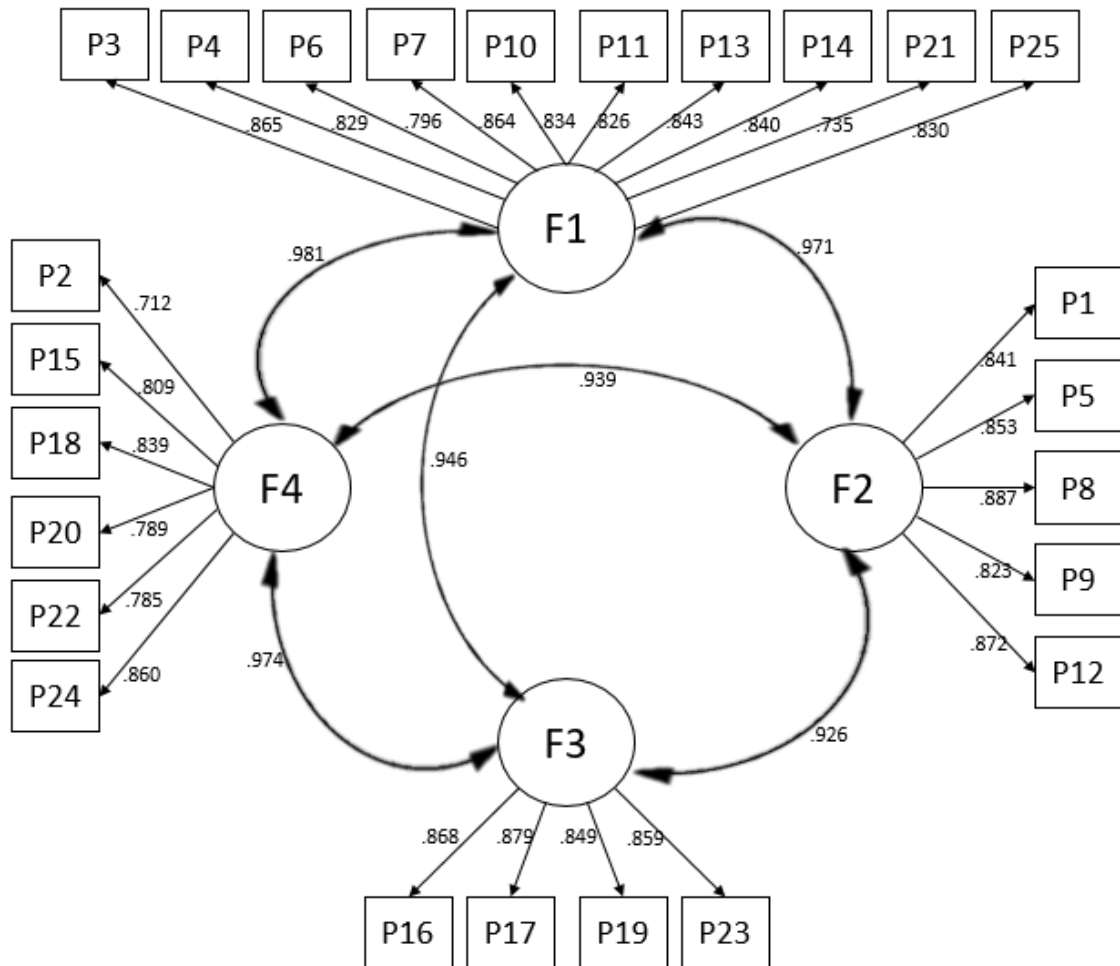 P3 P4 P6 P7 P10 P11 P13 P14 P21 P25
.865 .829 .796 .864 .834 .826 .843 .840 .735 .830
F1
.981 .971
P2
.712
P15
.809
P18
.839
P20
.789
P22
.785
P24
.860
F4
.939
.946
F2
P1
.841
P5
.853
P8
.887
P9
.823
P12
.872
.974 .926
F3
.868 .879 .849 .859
P16 P17 P19 P23